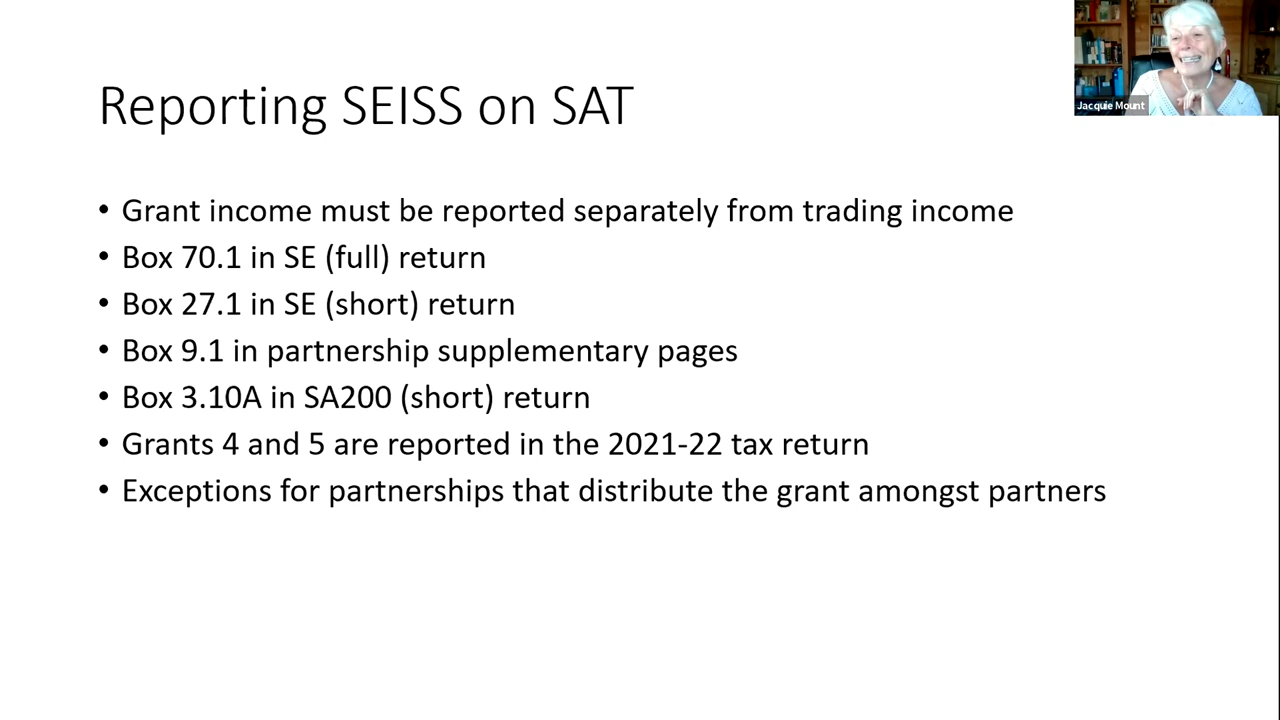 Reporting SEISS on SAT
• Grant income must be reported separately from trading income
• Box 70.1 in SE (full) return
• Box 27.1 in SE (short) return
• Box 9.1 in partnership supplementary pages
• Box 3.10A in SA200 (short) return
• Grants 4 and 5 are reported in the 2021-22 tax return
• Exceptions for partnerships that distribute the grant amongst partners
Jacquie Mount